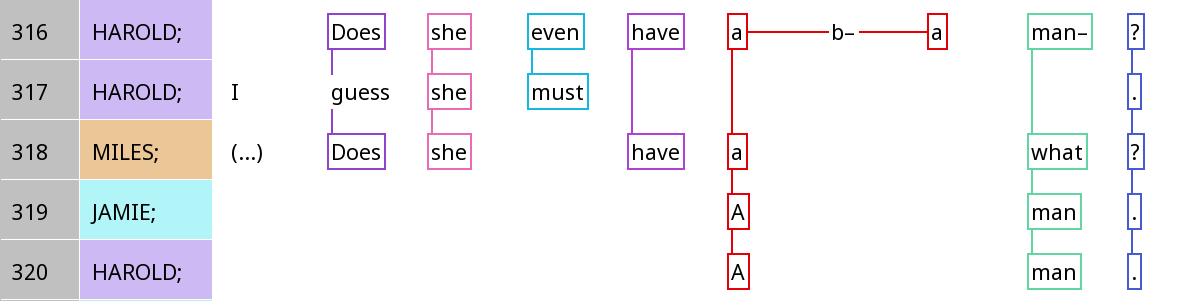 316 HAROLD; Does she even have a b– a man– ?
317 HAROLD; I guess she must .
318 MILES; (...) Does she have a what ?
319 JAMIE; A man .
320 HAROLD; A man .